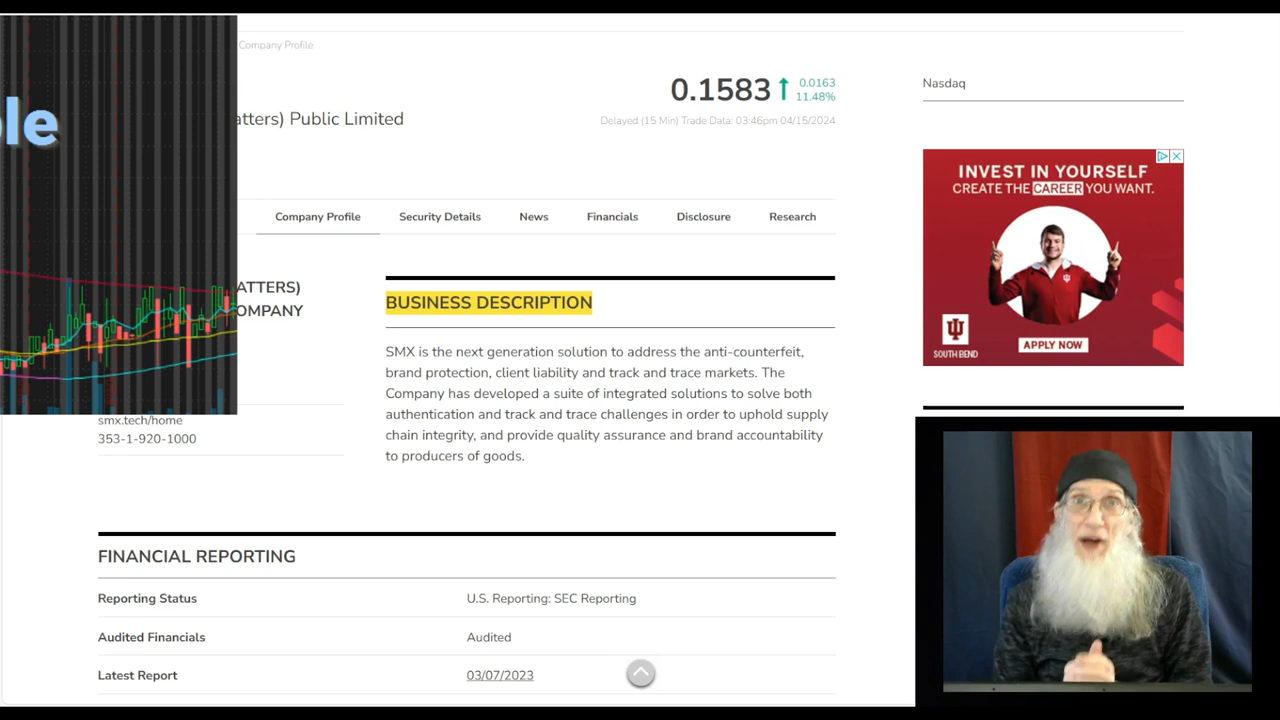 Company Profile
0.1583
0.0163
11.48%
Delayed (15 Min) Trade Data: 03:46pm 04/15/2024
Public Limited
Company Profile
Security Details
News
Financials
Disclosure
Research
smx.tech/home
353-1-920-1000
BUSINESS DESCRIPTION
SMX is the next generation solution to address the anti-counterfeit,
brand protection, client liability and track and trace markets. The
Company has developed a suite of integrated solutions to solve both
authentication and track and trace challenges in order to uphold supply
chain integrity, and provide quality assurance and brand accountability
to producers of goods.
FINANCIAL REPORTING
Reporting Status U.S. Reporting: SEC Reporting
Audited Financials Audited
Latest Report 03/07/2023
Nasdaq
INVEST IN YOURSELF
CREATE THE CAREER YOU WANT.
SOUTH BEND
APPLY NOW